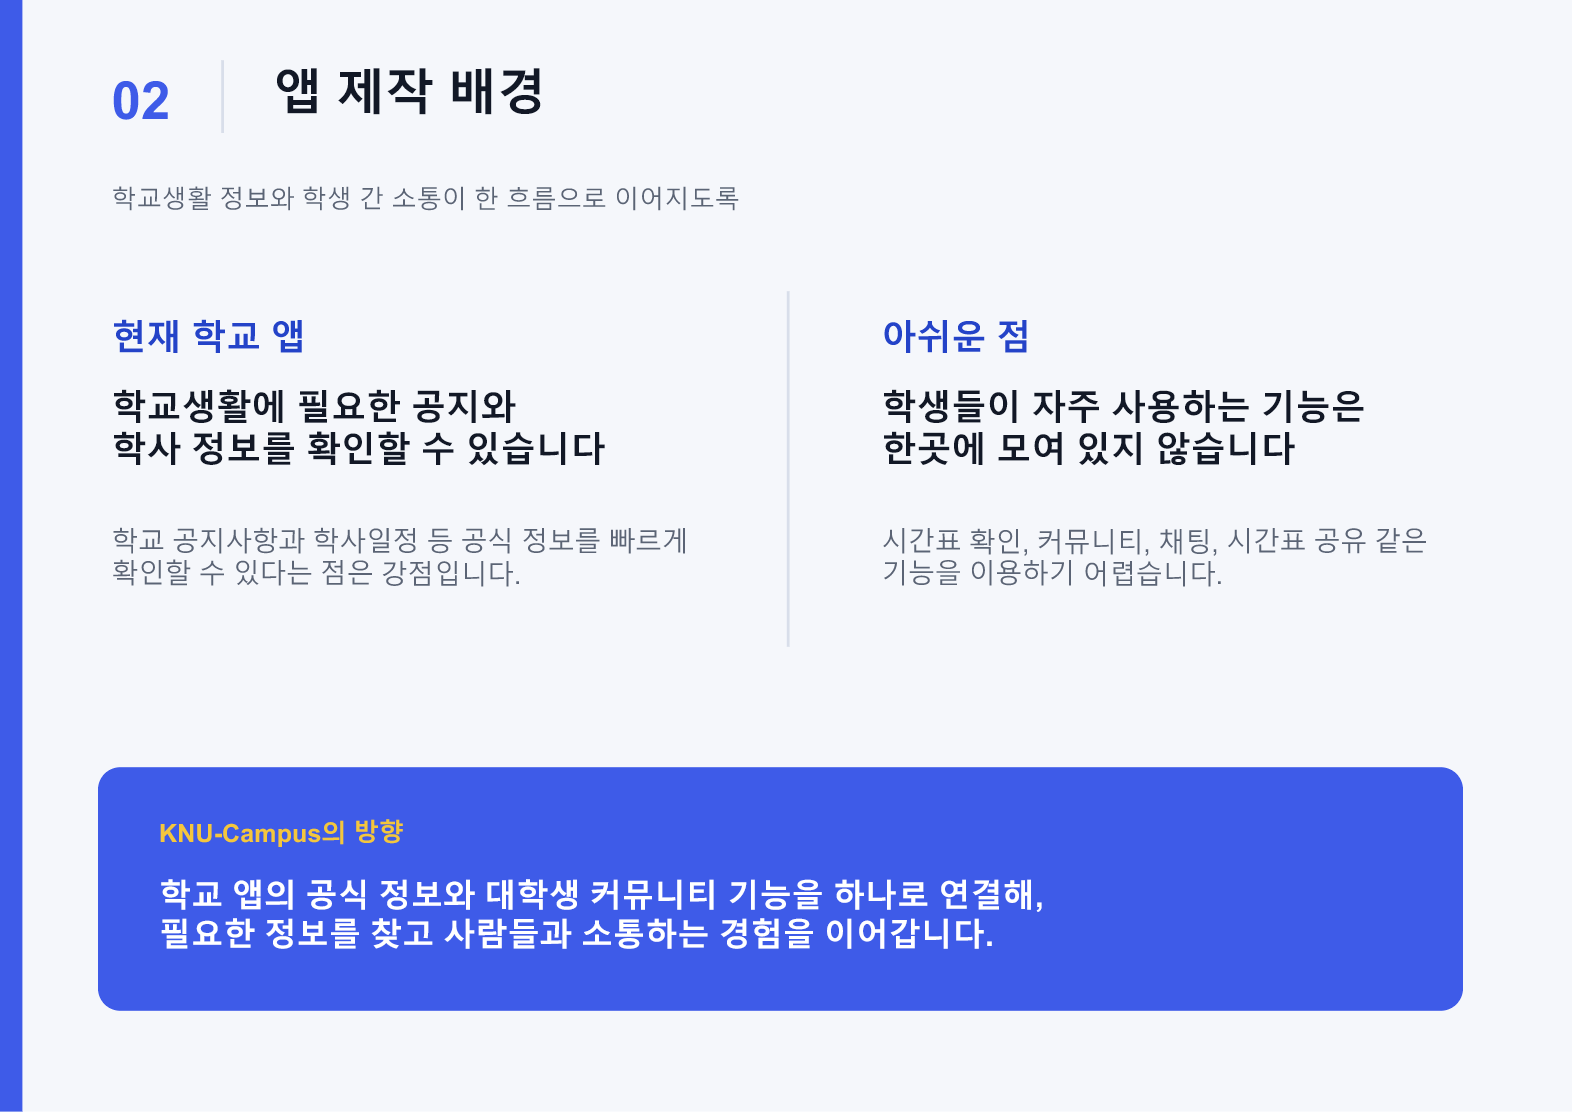 02
앱 제작 배경
학교생활 정보와 학생 간 소통이 한 흐름으로 이어지도록
현재 학교 앱
학교생활에 필요한 공지와
학사 정보를 확인할 수 있습니다
학교 공지사항과 학사일정 등 공식 정보를 빠르게
확인할 수 있다는 점은 강점입니다.
아쉬운 점
학생들이 자주 사용하는 기능은
한곳에 모여 있지 않습니다
시간표 확인, 커뮤니티, 채팅, 시간표 공유 같은
기능을 이용하기 어렵습니다.
KNU-Campus의 방향
학교 앱의 공식 정보와 대학생 커뮤니티 기능을 하나로 연결해,
필요한 정보를 찾고 사람들과 소통하는 경험을 이어갑니다.